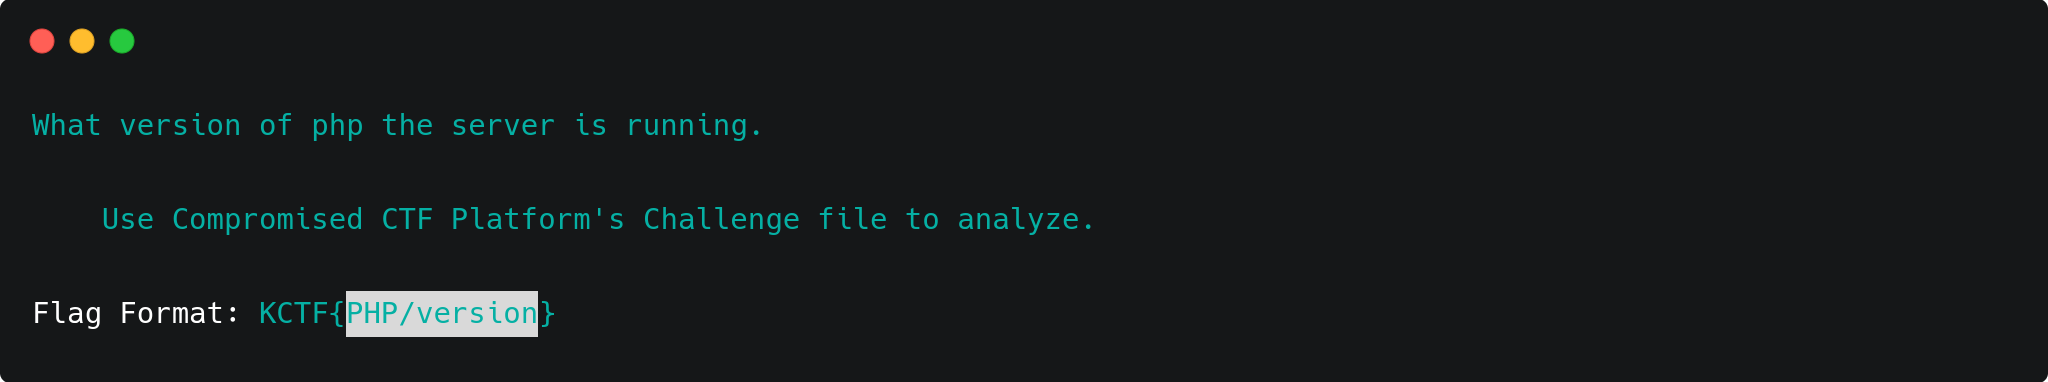 What version of php the server is running.
Use Compromised CTF Platform's Challenge file to analyze.
Flag Format: KCTF{PHP/version}